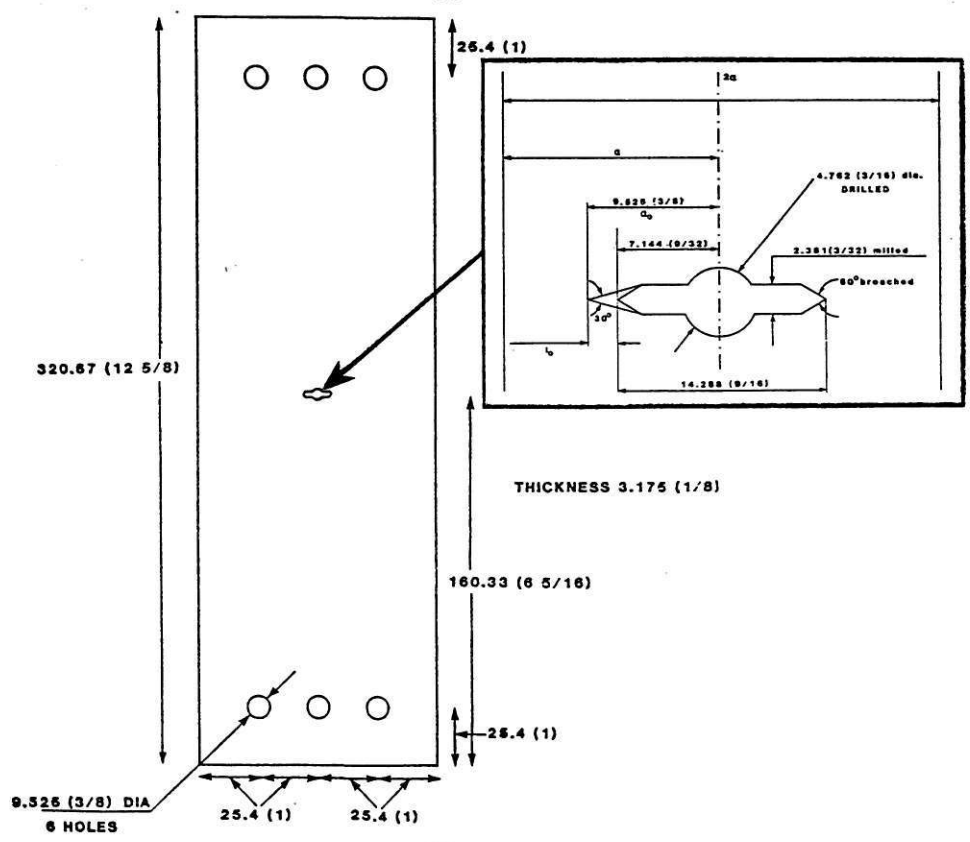 25.4 (1)
2a
a
4.762 (3/16) dia.
DRILLED
9.526 (3/8)
a₀
7.144 (9/32)
2.381(3/32) milled
60° broached
30°
l₀
14.288 (9/16)
320.67 (12 5/8)
THICKNESS 3.175 (1/8)
160.33 (6 5/16)
25.4 (1)
9.526 (3/8) DIA
6 HOLES
25.4 (1)
25.4 (1)